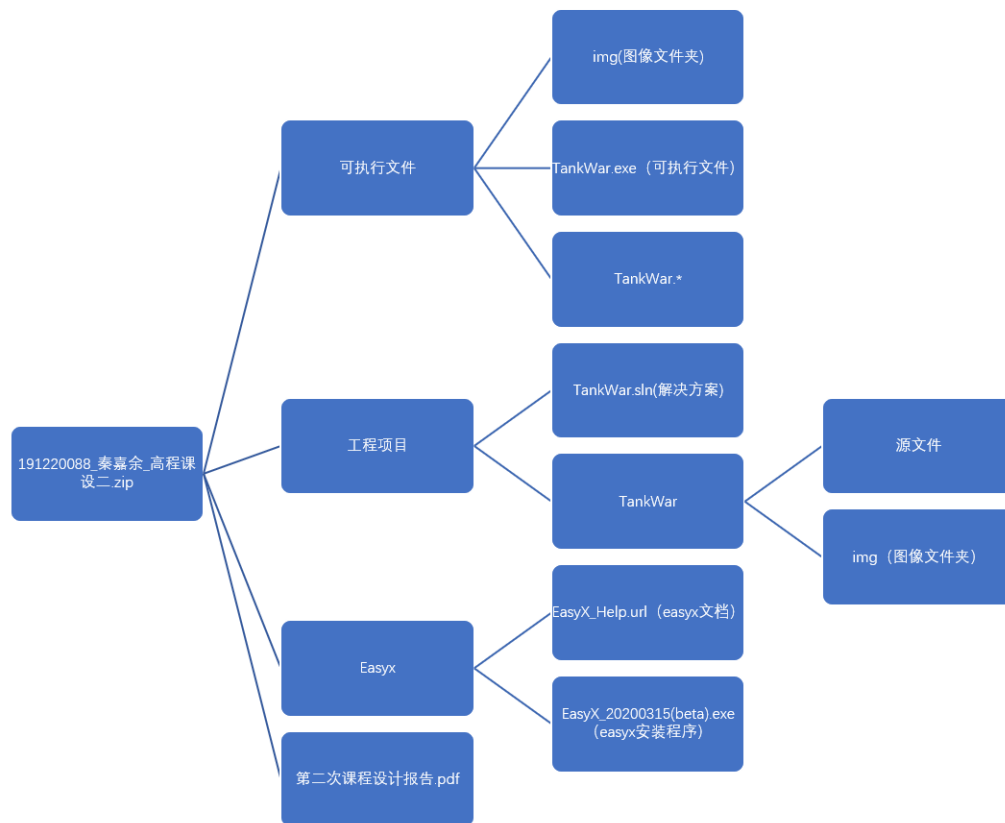 img(图像文件夹)
可执行文件
TankWar.exe（可执行文件）
TankWar.*
TankWar.sln(解决方案)
191220088_秦嘉余_高程课
设二.zip
工程项目
源文件
TankWar
img（图像文件夹）
EasyX_Help.url（easyx文档）
Easyx
EasyX_20200315(beta).exe
（easyx安装程序）
第二次课程设计报告.pdf